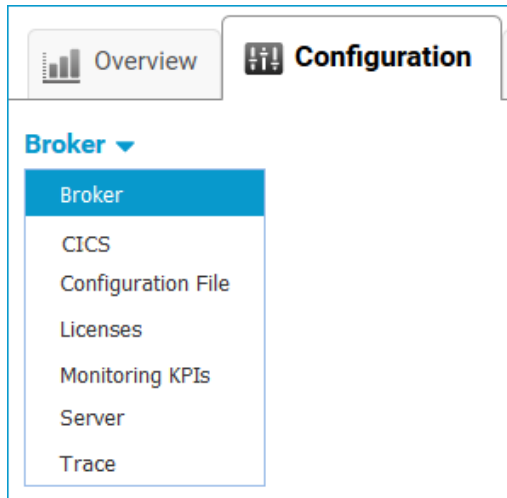 Overview
Configuration
Broker
Broker
CICS
Configuration File
Licenses
Monitoring KPIs
Server
Trace